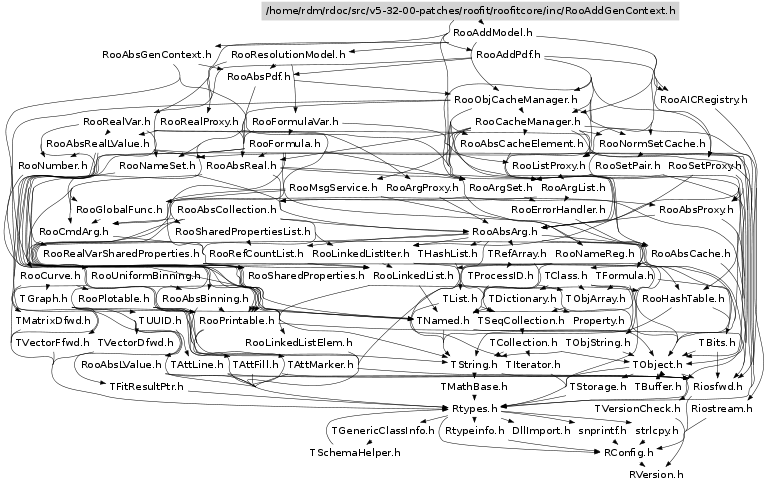 /home/rdm/rdoc/src/v5-32-00-patches/roofit/roofitcore/inc/RooAddGenContext.h
RooAddModel.h
RooAbsGenContext.h RooResolutionModel.h RooAddPdf.h
RooAbsPdf.h
RooObjCacheManager.h RooAICRegistry.h
RooRealVar.h RooRealProxy.h RooFormulaVar.h RooCacheManager.h
RooAbsRealLValue.h RooFormula.h RooAbsCacheElement.h RooNormSetCache.h
RooNumber.h RooNameSet.h RooAbsReal.h RooListProxy.h RooSetPair.h RooSetProxy.h
RooMsgService.h RooArgProxy.h RooArgSet.h RooArgList.h
RooGlobalFunc.h RooAbsCollection.h RooErrorHandler.h RooAbsProxy.h
RooCmdArg.h RooSharedPropertiesList.h RooAbsArg.h
RooRealVarSharedProperties.h RooRefCountList.h RooLinkedListIter.h THashList.h TRefArray.h RooNameReg.h RooAbsCache.h
RooCurve.h RooUniformBinning.h RooSharedProperties.h RooLinkedList.h TProcessID.h TClass.h TFormula.h
TGraph.h RooPlotable.h RooAbsBinning.h TList.h TDictionary.h TObjArray.h RooHashTable.h
TMatrixDfwd.h TUUID.h RooPrintable.h TNamed.h TSeqCollection.h Property.h
TVectorFfwd.h TVectorDfwd.h RooLinkedListElem.h TCollection.h TObjString.h TBits.h
RooAbsLValue.h TAttLine.h TAttFill.h TAttMarker.h TString.h TIterator.h TObject.h
TFitResultPtr.h TMathBase.h TStorage.h TBuffer.h Riosfwd.h
Rtypes.h TVersionCheck.h Riostream.h
TGenericClassInfo.h Rtypeinfo.h DllImport.h snprintf.h strlcpy.h
TSchemaHelper.h RConfig.h
RVersion.h